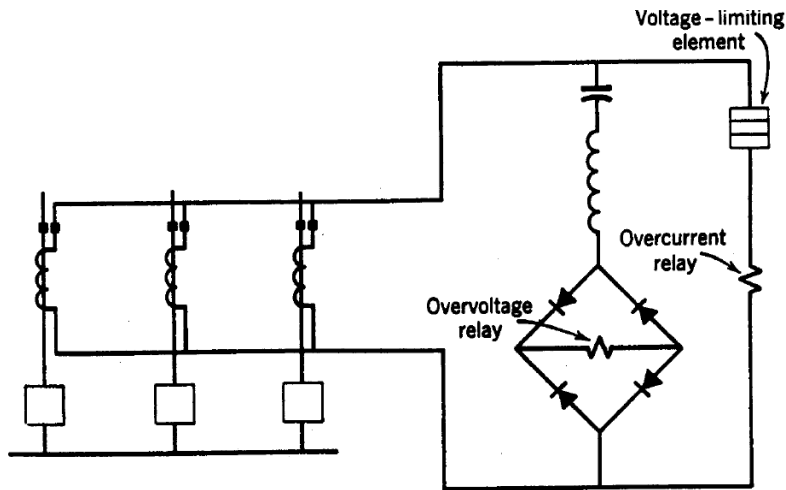 Voltage-limiting
element
Overcurrent
relay
Overvoltage
relay